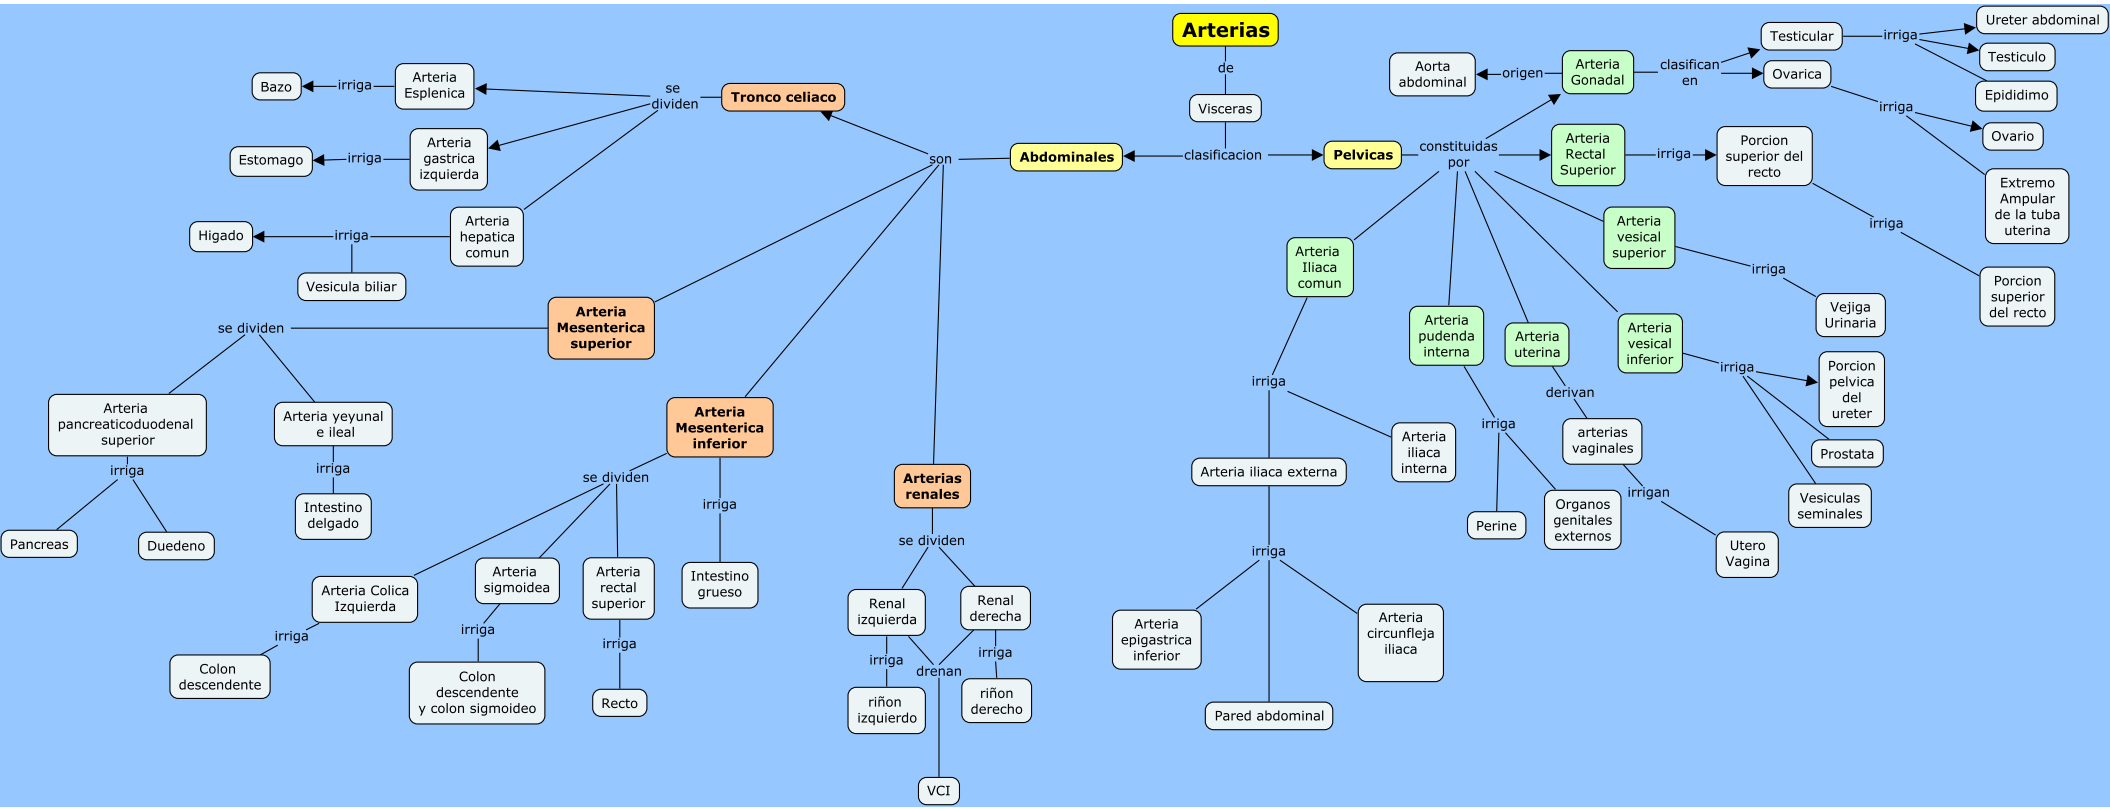 Arterias
de
Visceras
clasificacion
Abdominales
Pelvicas
son
Tronco celiaco
se
dividen
Arteria
Esplenica
irriga
Bazo
Arteria
gastrica
izquierda
irriga
Estomago
Arteria
hepatica
comun
irriga
Higado
Vesicula biliar
Arteria
Mesenterica
superior
se dividen
Arteria
pancreaticoduodenal
superior
irriga
Pancreas
Duedeno
Arteria yeyunal
e ileal
irriga
Intestino
delgado
Arteria
Mesenterica
inferior
se dividen
Arteria Colica
Izquierda
irriga
Colon
descendente
Arteria
sigmoidea
irriga
Colon
descendente
y colon sigmoideo
Arteria
rectal
superior
irriga
Recto
irriga
Intestino
grueso
Arterias
renales
se dividen
Renal
izquierda
irriga
riñon
izquierdo
Renal
derecha
irriga
riñon
derecho
drenan
VCI
constituidas
por
Arteria
Gonadal
origen
Aorta
abdominal
clasifican
en
Testicular
irriga
Ureter abdominal
Testiculo
Epididimo
Ovarica
irriga
Ovario
Extremo
Ampular
de la tuba
uterina
Arteria
Rectal
Superior
irriga
Porcion
superior del
recto
irriga
Porcion
superior
del recto
Arteria
vesical
superior
irriga
Vejiga
Urinaria
Arteria
vesical
inferior
irriga
Porcion
pelvica
del
ureter
Prostata
Vesiculas
seminales
Arteria
uterina
derivan
arterias
vaginales
irrigan
Utero
Vagina
Arteria
pudenda
interna
irriga
Perine
Organos
genitales
externos
Arteria
Iliaca
comun
irriga
Arteria
iliaca
interna
Arteria iliaca externa
irriga
Arteria
epigastrica
inferior
Pared abdominal
Arteria
circunfleja
iliaca